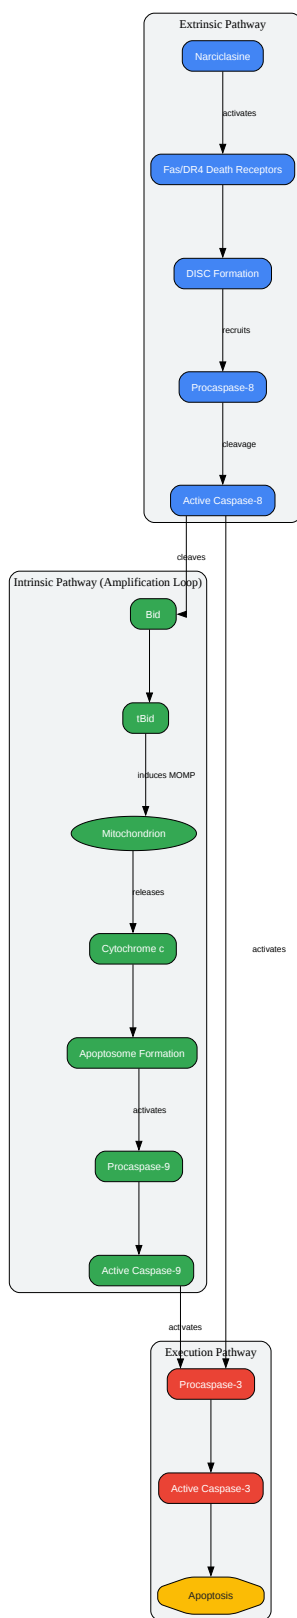 Extrinsic Pathway
Narciclasine
activates
Fas/DR4 Death Receptors
DISC Formation
recruits
Procaspase-8
cleavage
Active Caspase-8
cleaves
Intrinsic Pathway (Amplification Loop)
Bid
tBid
induces MOMP
Mitochondrion
releases
Cytochrome c
activates
Apoptosome Formation
activates
Procaspase-9
Active Caspase-9
activates
Execution Pathway
Procaspase-3
Active Caspase-3
Apoptosis